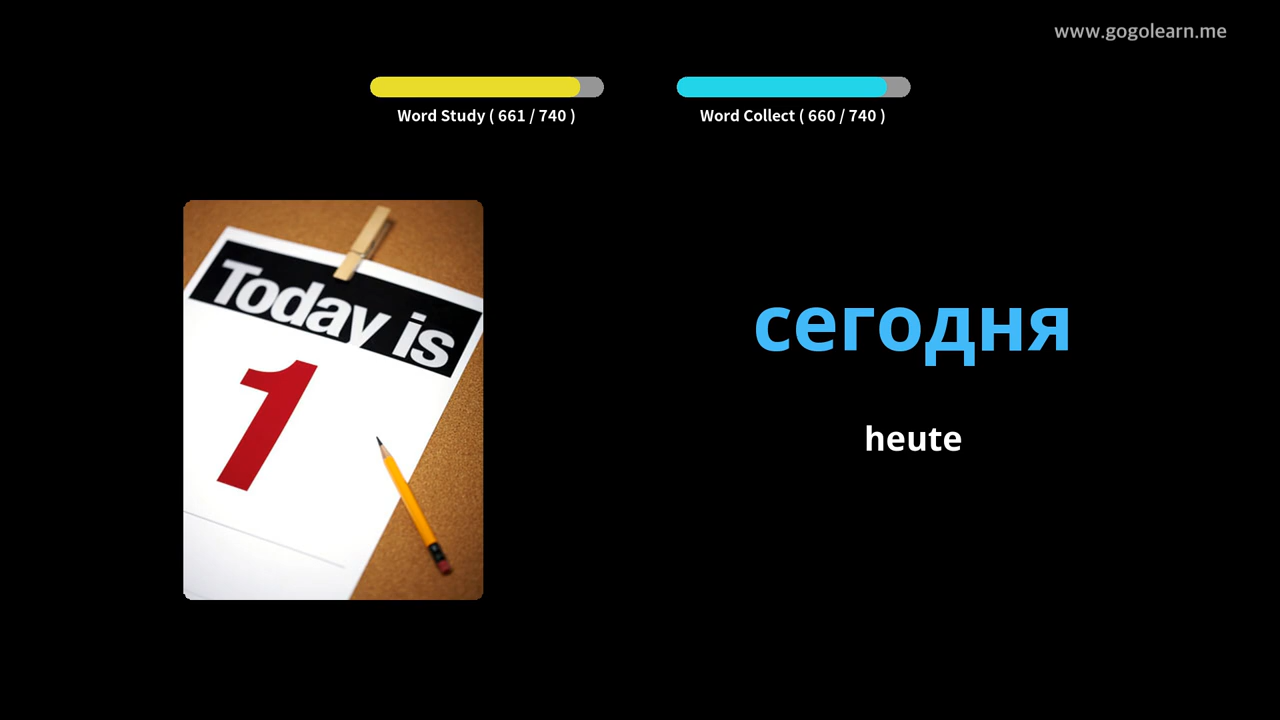 www.gogolearn.me
Word Study ( 661 / 740 )
Word Collect ( 660 / 740 )
Today is
1
сегодня
heute